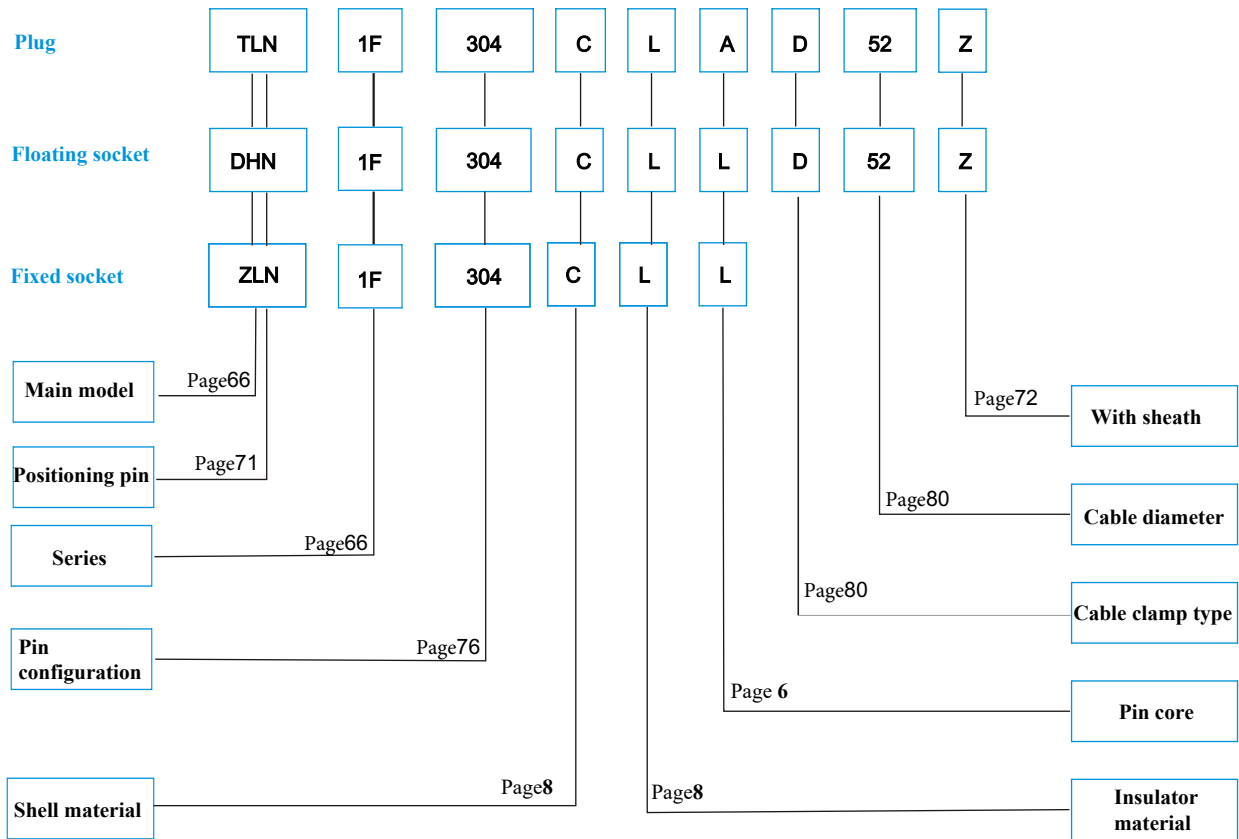 Plug TLN 1F 304 C L A D 52 Z
Floating socket DHN 1F 304 C L L D 52 Z
Fixed socket ZLN 1F 304 C L L
Main model Page66
Page72 With sheath
Positioning pin Page71
Page80 Cable diameter
Series Page66
Page80 Cable clamp type
Pin
configuration Page76
Page 6 Pin core
Shell material Page8
Page8 Insulator
material